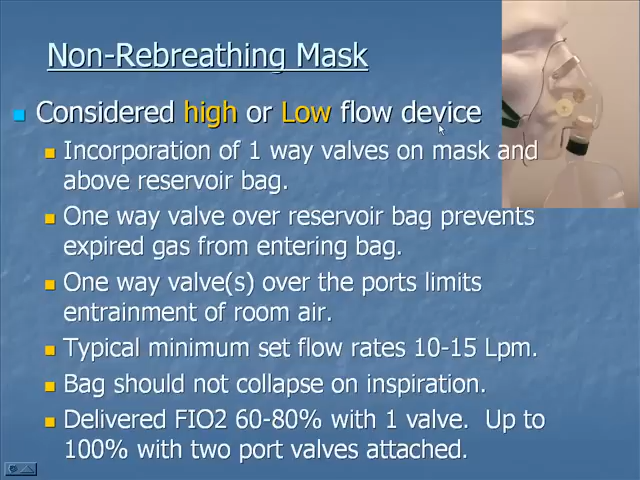 Non-Rebreathing Mask
Considered high or Low flow device
Incorporation of 1 way valves on mask and
above reservoir bag.
One way valve over reservoir bag prevents
expired gas from entering bag.
One way valve(s) over the ports limits
entrainment of room air.
Typical minimum set flow rates 10-15 Lpm.
Bag should not collapse on inspiration.
Delivered FIO2 60-80% with 1 valve.  Up to
100% with two port valves attached.